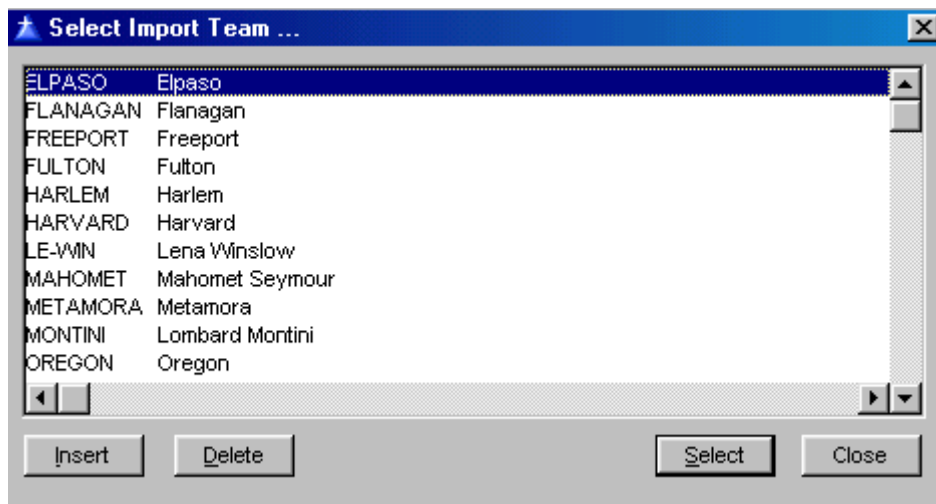 Select Import Team ...
ELPASO Elpaso
FLANAGAN Flanagan
FREEPORT Freeport
FULTON Fulton
HARLEM Harlem
HARVARD Harvard
LE-WIN Lena Winslow
MAHOMET Mahomet Seymour
METAMORA Metamora
MONTINI Lombard Montini
OREGON Oregon
Insert Delete Select Close